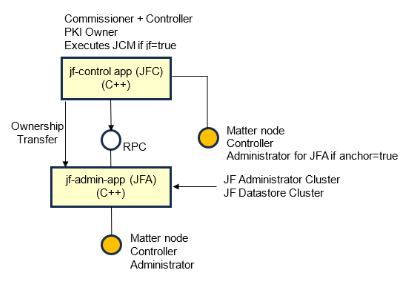 Commissioner + Controller
PKI Owner
Executes JCM if jf=true
jf-control app (JFC)
(C++)
Ownership
Transfer
RPC
Matter node
Controller
Administrator for JFA if anchor=true
jf-admin-app (JFA)
(C++)
JF Administrator Cluster
JF Datastore Cluster
Matter node
Controller
Administrator